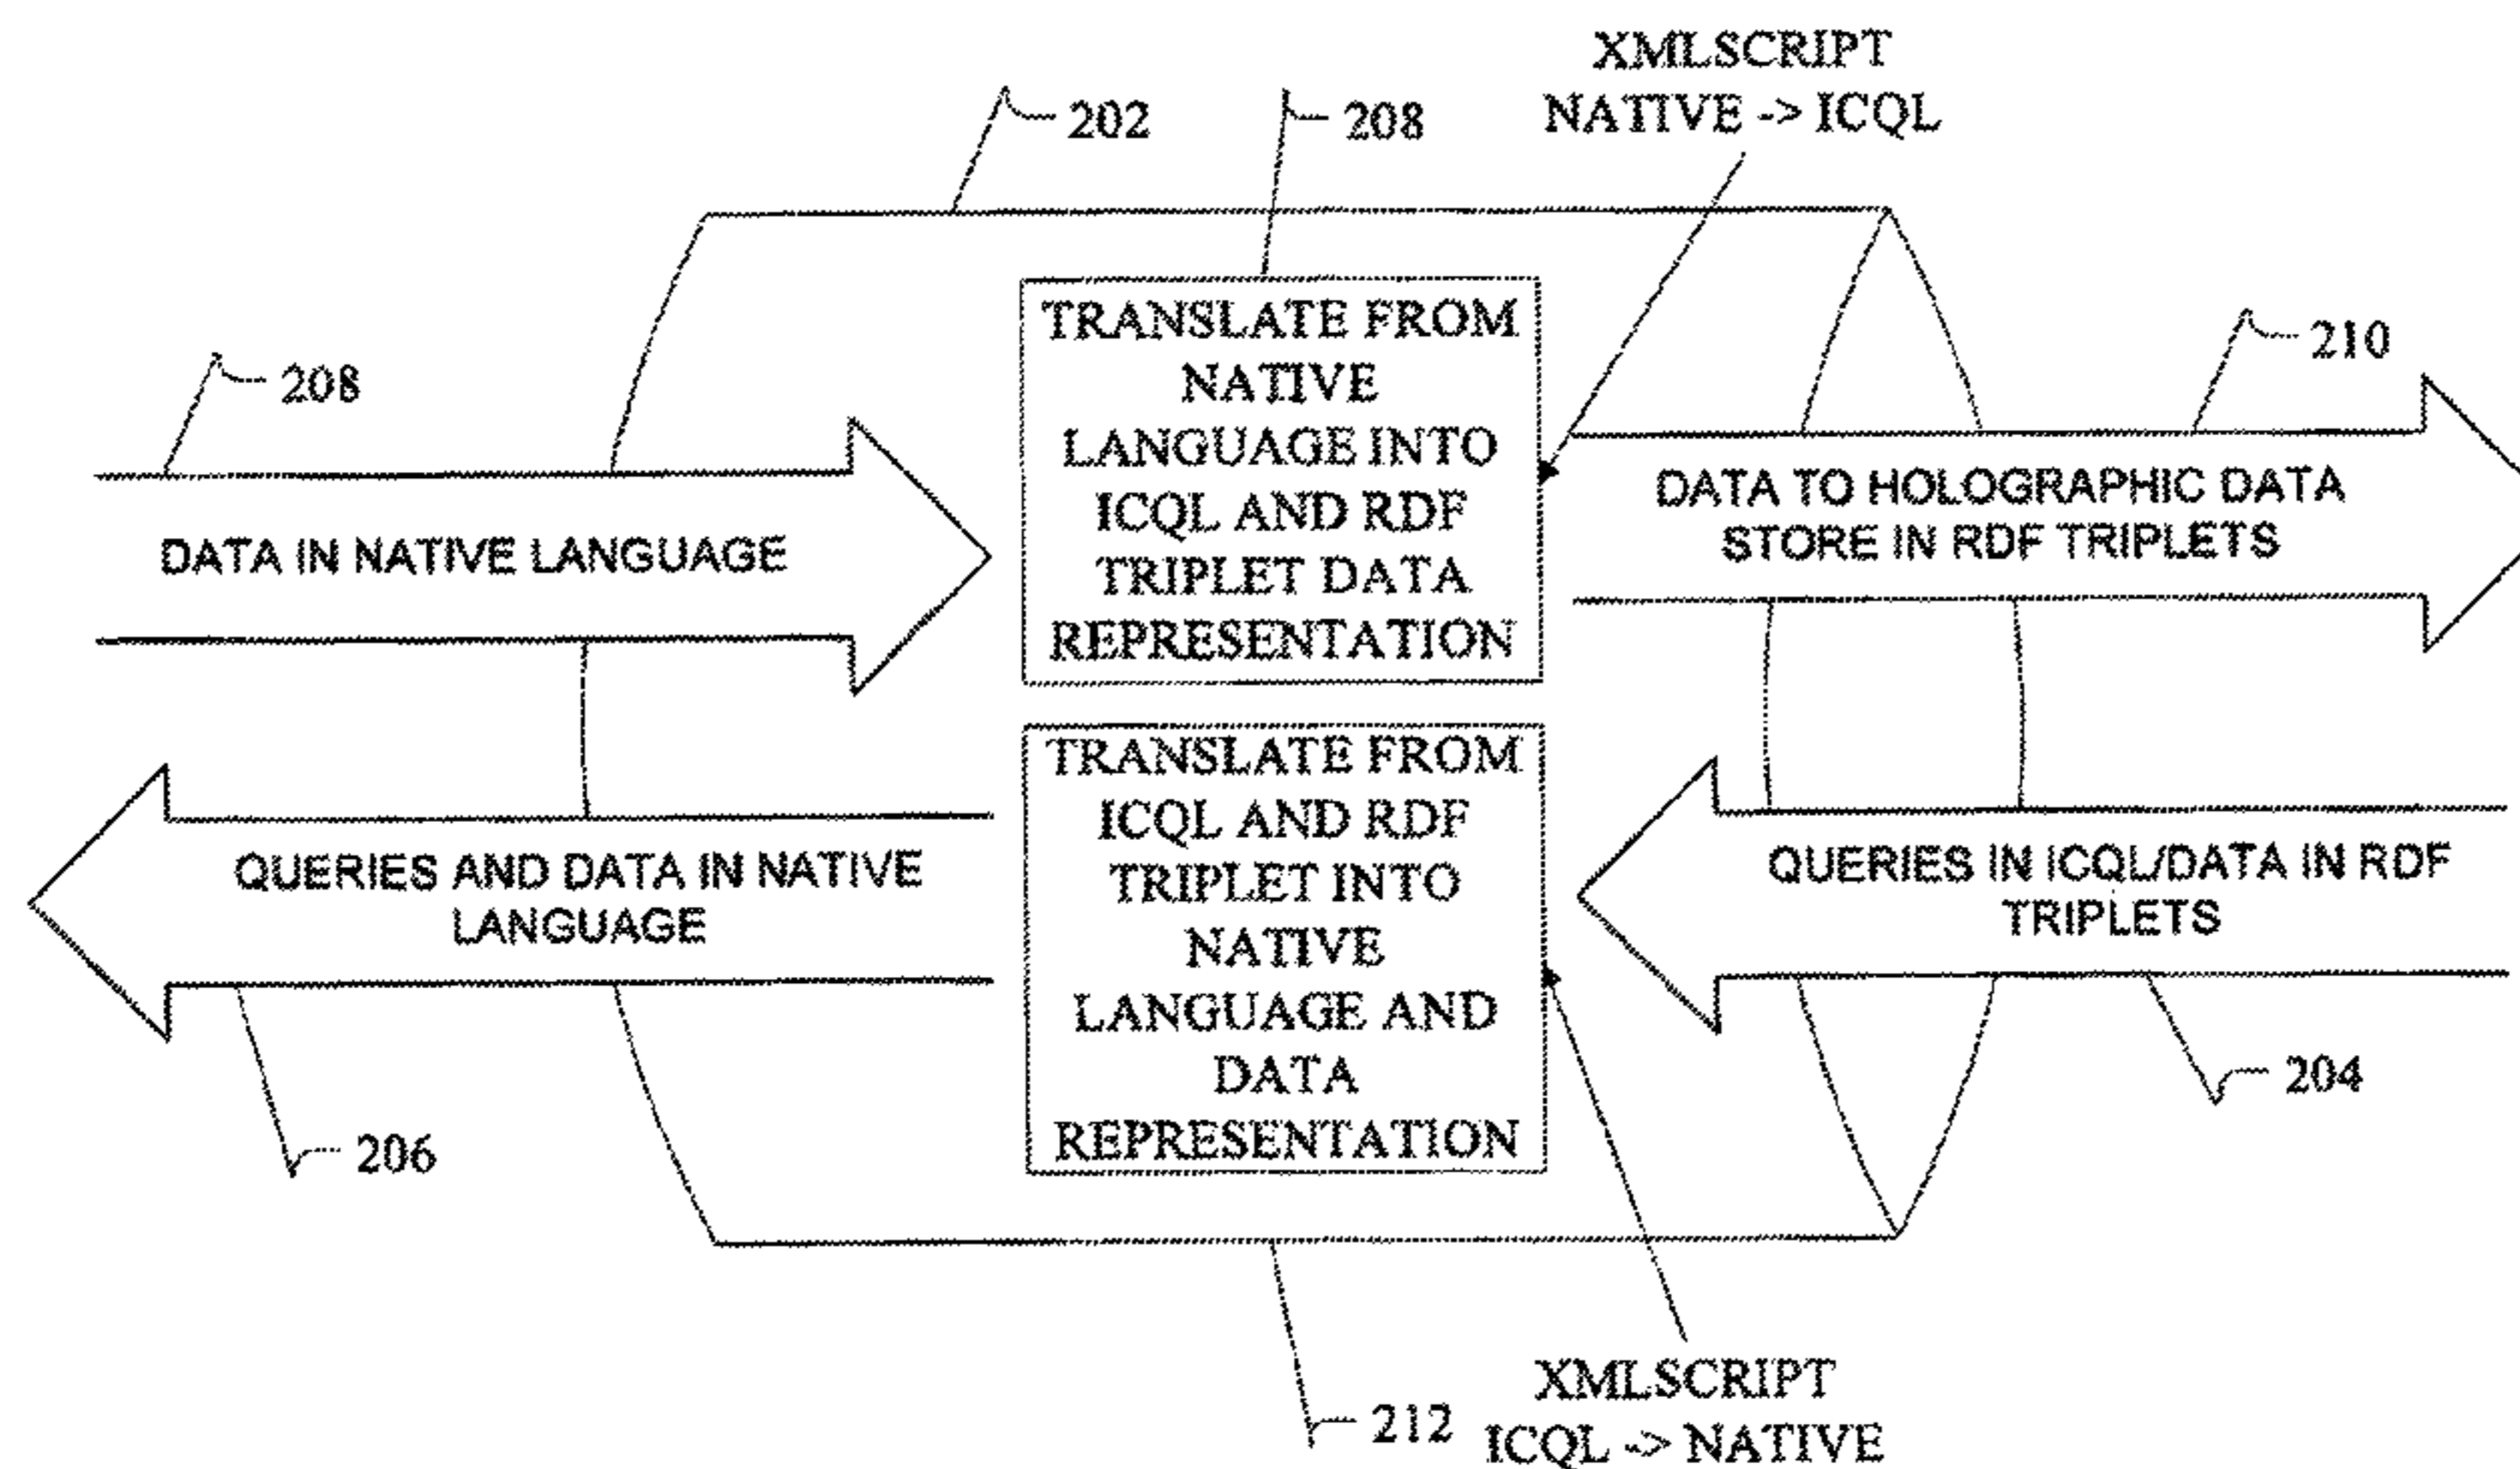 XMLSCRIPT
NATIVE -> ICQL
202
208
208
210
TRANSLATE FROM
NATIVE
LANGUAGE INTO
ICQL AND RDF
TRIPLET DATA
REPRESENTATION
DATA IN NATIVE LANGUAGE
DATA TO HOLOGRAPHIC DATA
STORE IN RDF TRIPLETS
TRANSLATE FROM
ICQL AND RDF
TRIPLET INTO
NATIVE
LANGUAGE AND
DATA
REPRESENTATION
QUERIES AND DATA IN NATIVE
LANGUAGE
QUERIES IN ICQL/DATA IN RDF
TRIPLETS
204
206
212
XMLSCRIPT
ICQL -> NATIVE